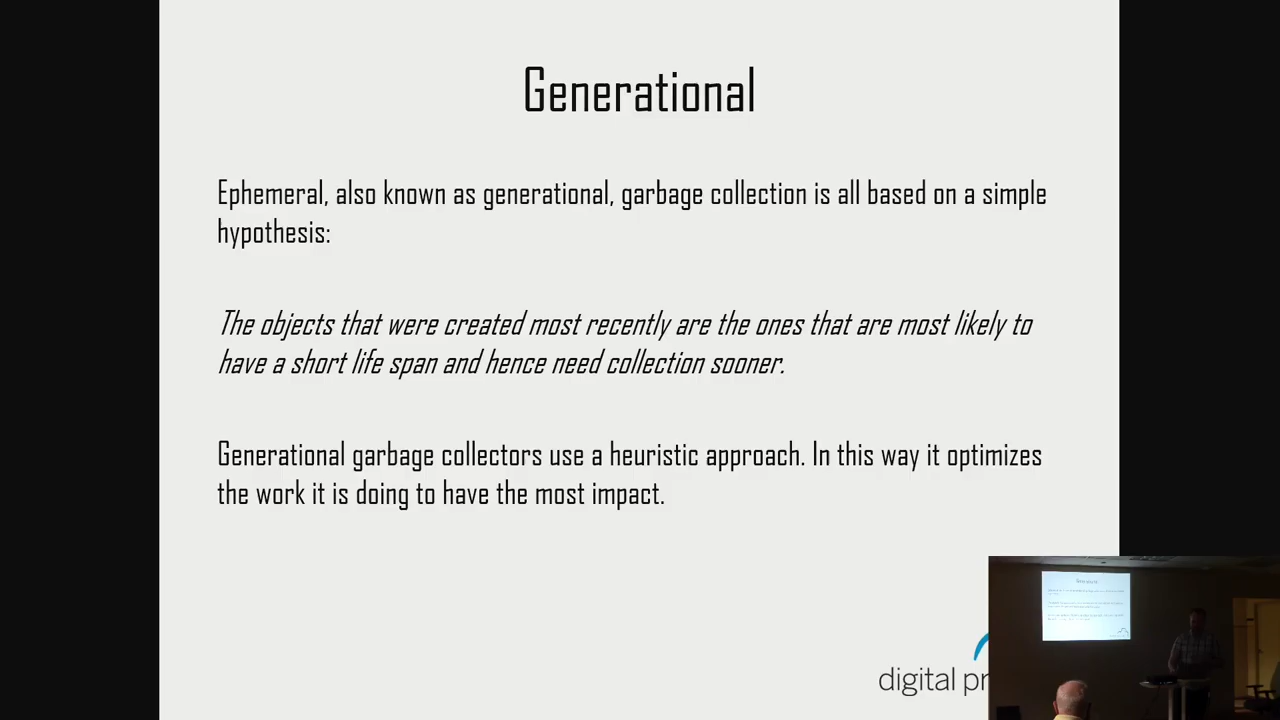 Generational
Ephemeral, also known as generational, garbage collection is all based on a simple
hypothesis:
The objects that were created most recently are the ones that are most likely to
have a short life span and hence need collection sooner.
Generational garbage collectors use a heuristic approach. In this way it optimizes
the work it is doing to have the most impact.
digital